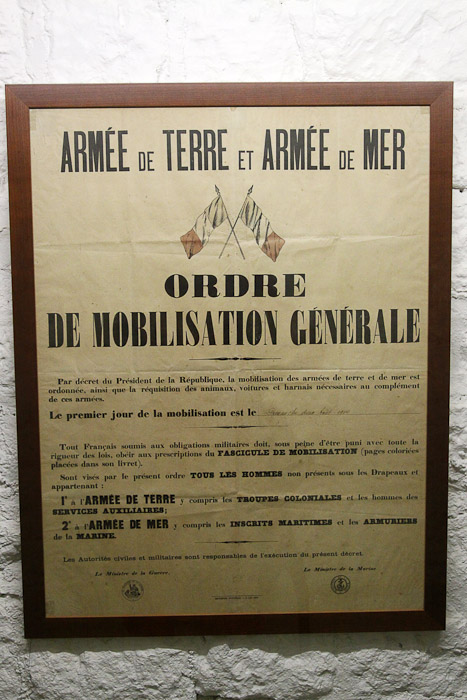 ARMÉE DE TERRE ET ARMÉE DE MER
ORDRE
DE MOBILISATION GÉNÉRALE
Par décret du Président de la République, la mobilisation des armées de terre et de mer est
ordonnée, ainsi que la réquisition des animaux, voitures et harnais nécessaires au complément
de ces armées.
Le premier jour de la mobilisation est le
Tout Français soumis aux obligations militaires doit, sous peine d'être puni avec toute la
rigueur des lois, obéir aux prescriptions du FASCICULE DE MOBILISATION (pages coloriées
placées dans son livret).
Sont visés par le présent ordre TOUS LES HOMMES non présents sous les Drapeaux et
appartenant :
1° à l'ARMÉE DE TERRE y compris les TROUPES COLONIALES et les hommes des
SERVICES AUXILIAIRES;
2° à l'ARMÉE DE MER y compris les INSCRITS MARITIMES et les ARMURIERS
de la MARINE.
Les Autorités civiles et militaires sont responsables de l'exécution du présent décret.
Le Ministre de la Guerre, Le Ministre de la Marine